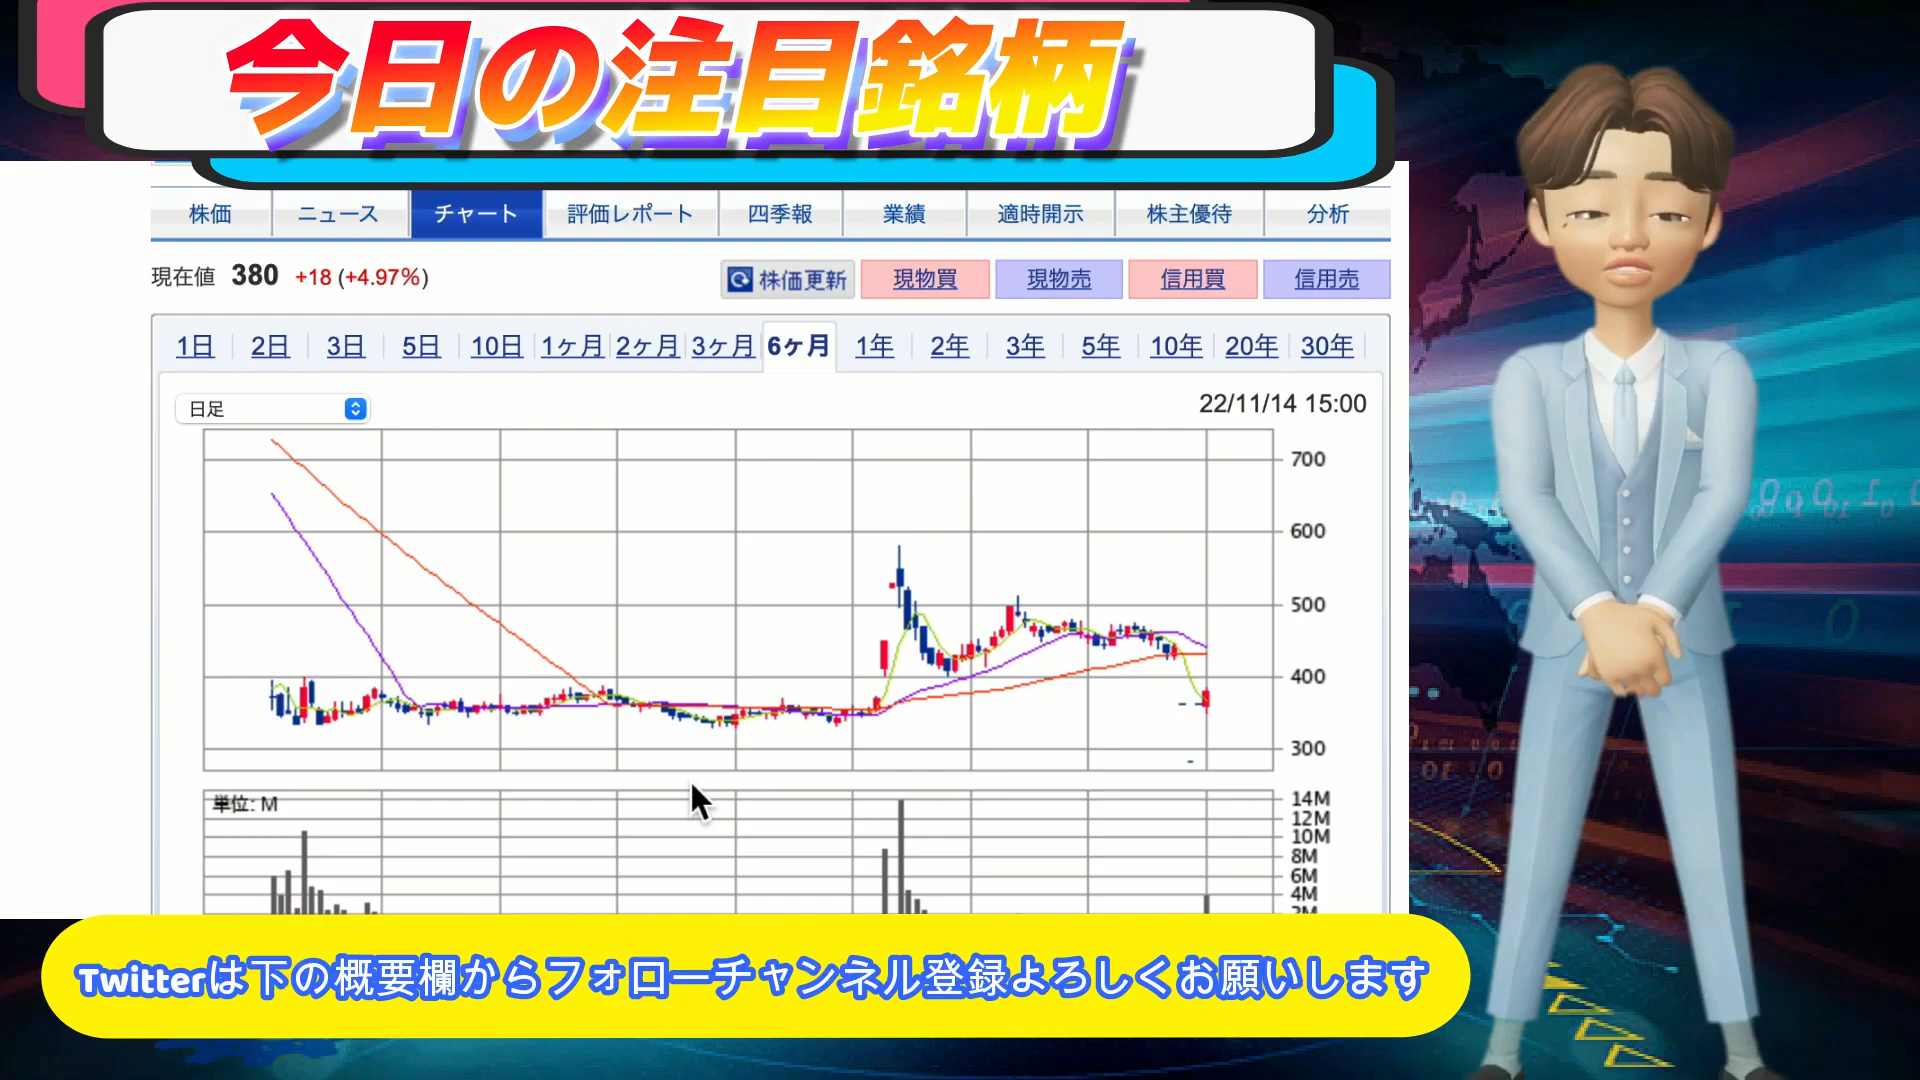 今日の注目銘柄
株価 ニュース チャート 評価レポート 四季報 業績 適時開示 株主優待 分析
現在値 380 +18 (+4.97%) 株価更新 現物買 現物売 信用買 信用売
1日 2日 3日 5日 10日 1ヶ月 2ヶ月 3ヶ月 6ヶ月 1年 2年 3年 5年 10年 20年 30年
日足
22/11/14 15:00
700
600
500
400
300
単位: M
14M
12M
10M
8M
6M
4M
2M
Twitterは下の概要欄からフォローチャンネル登録よろしくお願いします